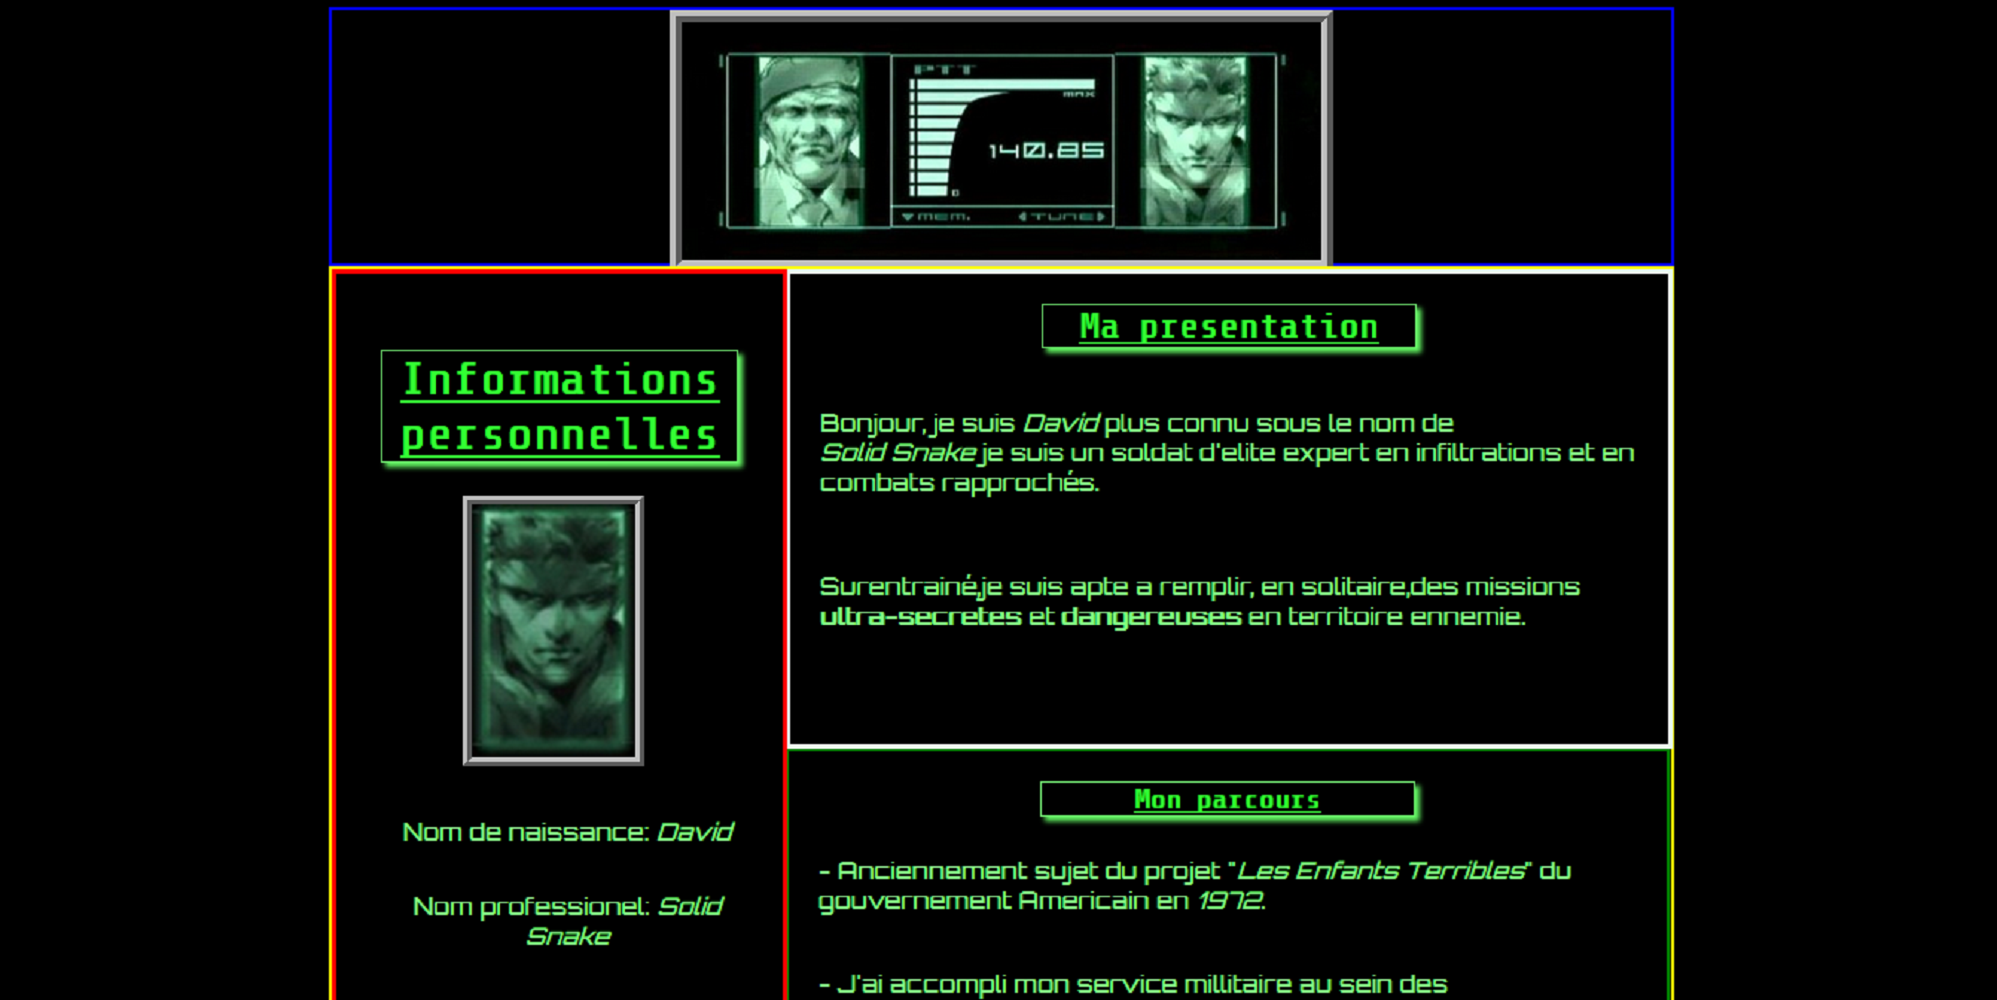 PTT
MAX
140.85
0
MEM.
TUNE
Informations
personnelles
Nom de naissance: David
Nom professionel: Solid
Snake
Ma presentation
Bonjour, je suis David plus connu sous le nom de
Solid Snake je suis un soldat d'elite expert en infiltrations et en
combats rapprochés.
Surentrainé,je suis apte a remplir, en solitaire,des missions
ultra-secretes et dangereuses en territoire ennemie.
Mon parcours
- Anciennement sujet du projet "Les Enfants Terribles" du
gouvernement Americain en 1972.
- J'ai accompli mon service millitaire au sein des